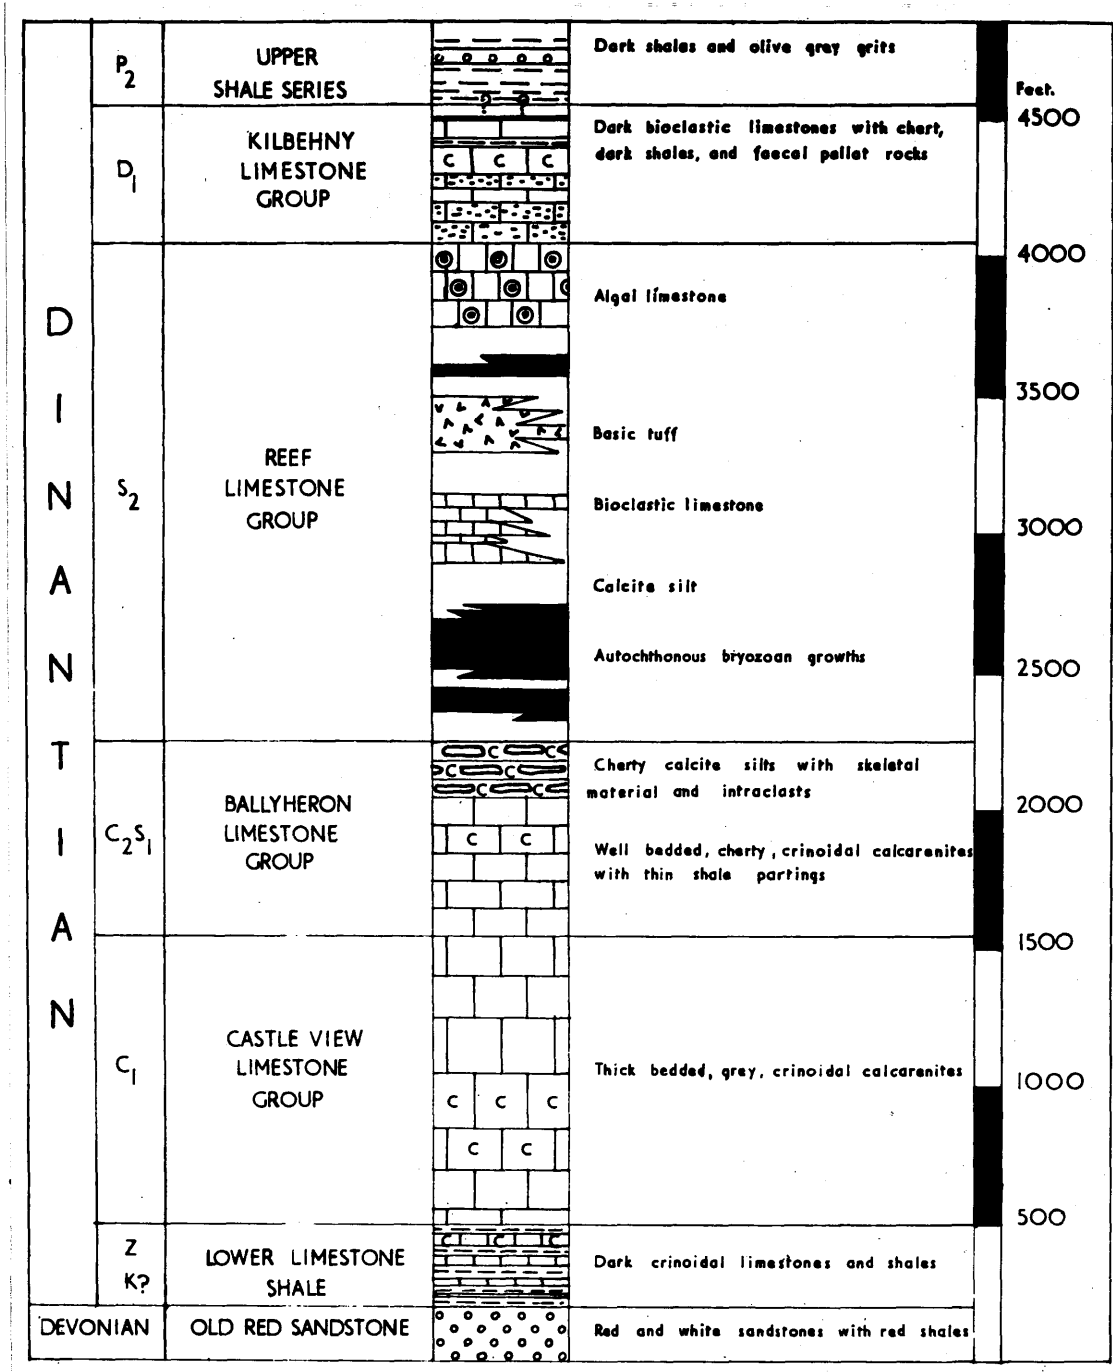 DINANTIAN
P2
UPPER
SHALE SERIES
Dark shales and olive grey grits
Feet.
4500
D1
KILBEHNY
LIMESTONE
GROUP
Dark bioclastic limestones with chert,
dark shales, and faecal pellet rocks
C C C
4000
S2
REEF
LIMESTONE
GROUP
Algal limestone
3500
Basic tuff
Bioclastic limestone
3000
Calcite silt
Autochthonous bryozoan growths
2500
C2S1
BALLYHERON
LIMESTONE
GROUP
C C
C C
C C
C C
Cherty calcite silts with skeletal
material and intraclasts
2000
Well bedded, cherty, crinoidal calcarenites
with thin shale partings
1500
C1
CASTLE VIEW
LIMESTONE
GROUP
C C C
C C
Thick bedded, grey, crinoidal calcarenites
1000
500
Z
K?
LOWER LIMESTONE
SHALE
C C C
Dark crinoidal limestones and shales
DEVONIAN
OLD RED SANDSTONE
Red and white sandstones with red shales